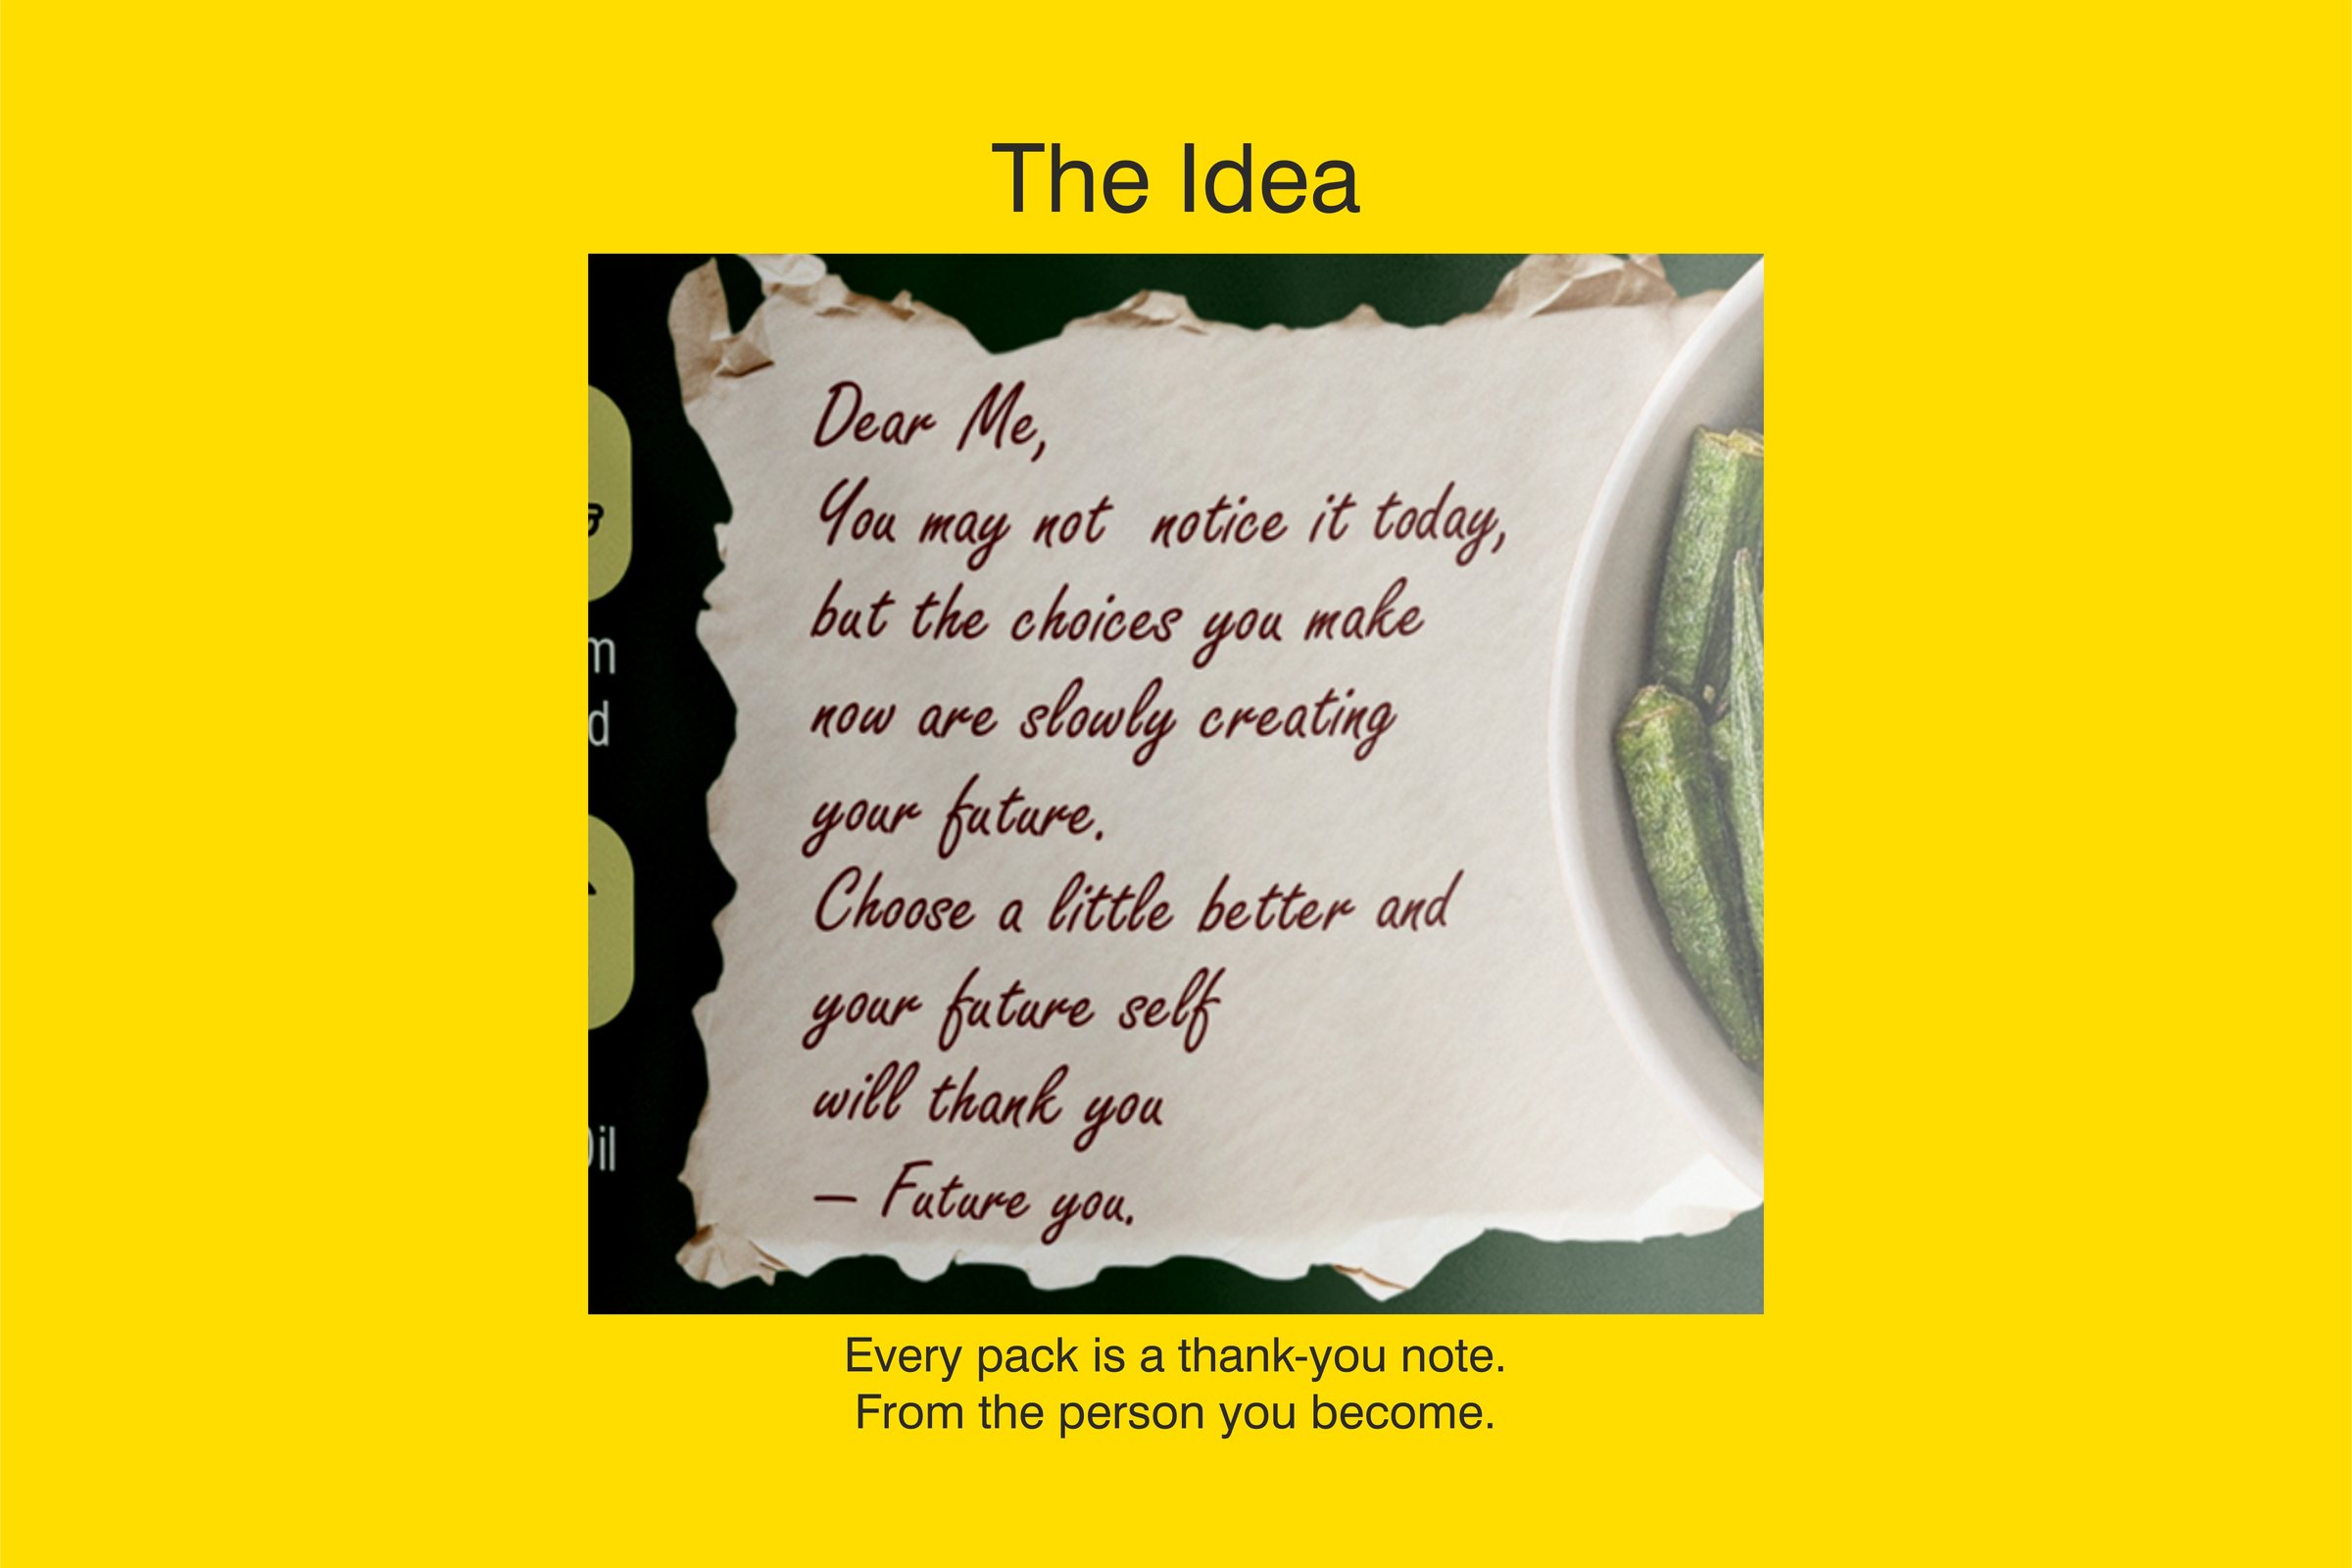 The Idea
Dear Me,
You may not notice it today,
but the choices you make
now are slowly creating
your future.
Choose a little better and
your future self
will thank you
— Future you.
m
d
il
Every pack is a thank-you note.
From the person you become.